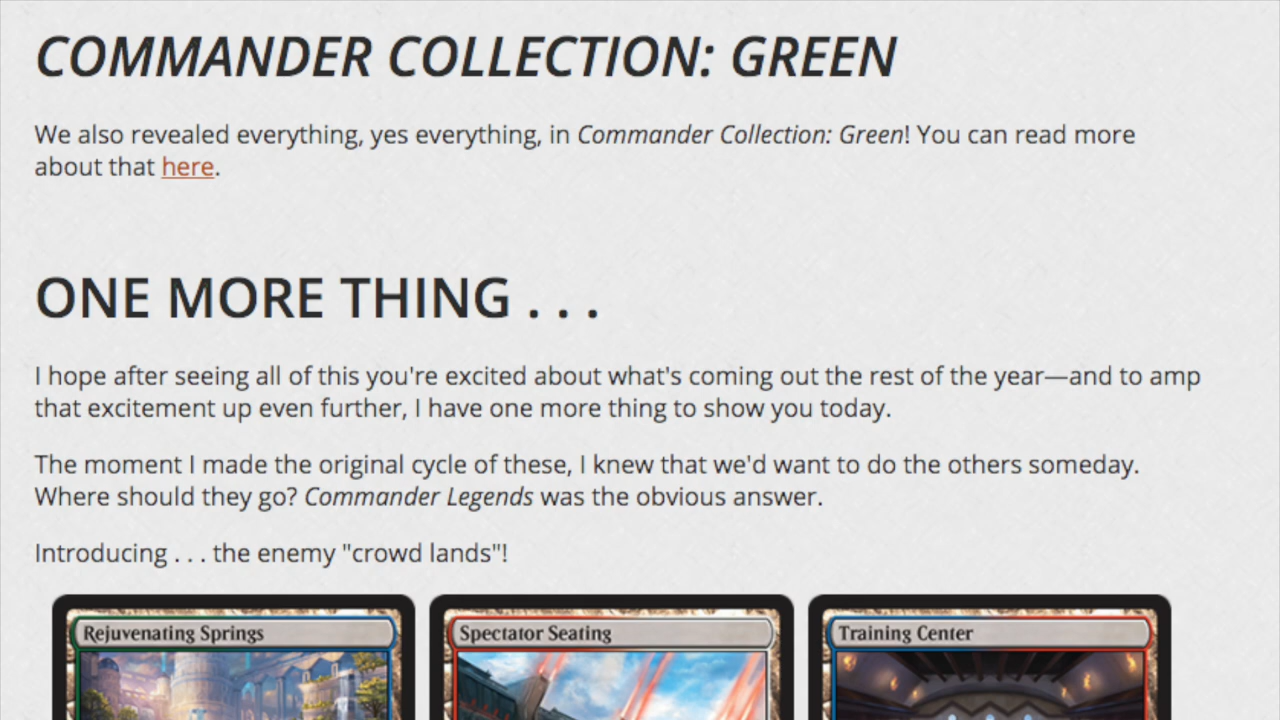 COMMANDER COLLECTION: GREEN
We also revealed everything, yes everything, in Commander Collection: Green! You can read more
about that here.
ONE MORE THING . . .
I hope after seeing all of this you're excited about what's coming out the rest of the year—and to amp
that excitement up even further, I have one more thing to show you today.
The moment I made the original cycle of these, I knew that we'd want to do the others someday.
Where should they go? Commander Legends was the obvious answer.
Introducing . . . the enemy "crowd lands"!
Rejuvenating Springs
Spectator Seating
Training Center